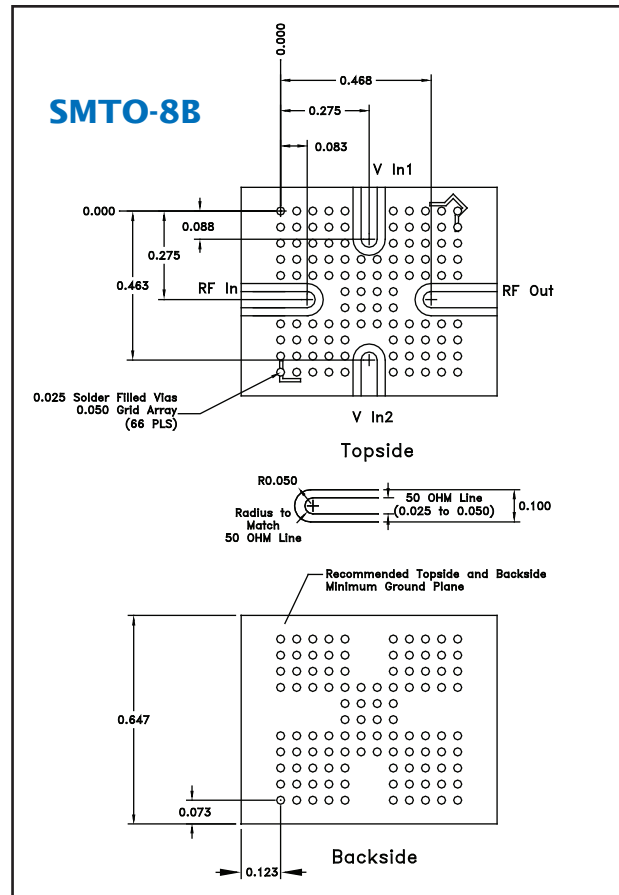 0.000
0.468
SMTO-8B
0.275
0.083
V In1
0.000
0.088
0.275
0.463
RF In
RF Out
0.025 Solder Filled Vias
0.050 Grid Array
(66 PLS)
V In2
Topside
R0.050
50 OHM Line
(0.025 to 0.050)
0.100
Radius to
Match
50 OHM Line
Recommended Topside and Backside
Minimum Ground Plane
0.647
0.073
0.123
Backside